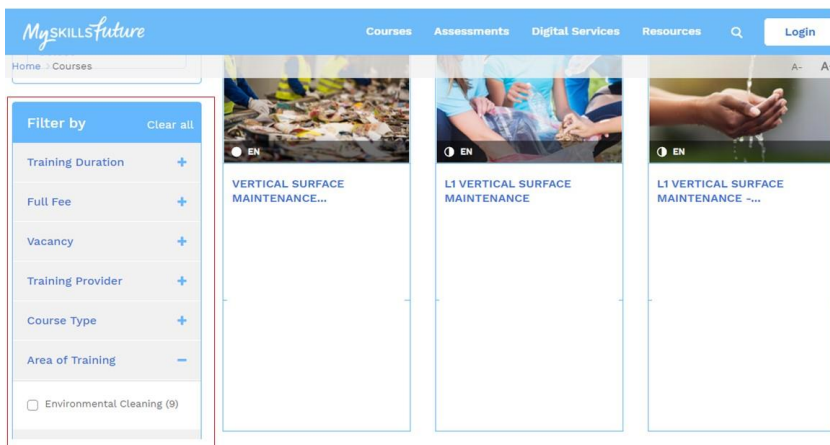 MySKILLSfuture
Courses Assessments Digital Services Resources Login
Home > Courses
A- A
Filter by Clear all
Training Duration +
Full Fee +
Vacancy +
Training Provider +
Course Type +
Area of Training −
Environmental Cleaning (9)
EN
VERTICAL SURFACE
MAINTENANCE...
EN
L1 VERTICAL SURFACE
MAINTENANCE
EN
L1 VERTICAL SURFACE
MAINTENANCE -...